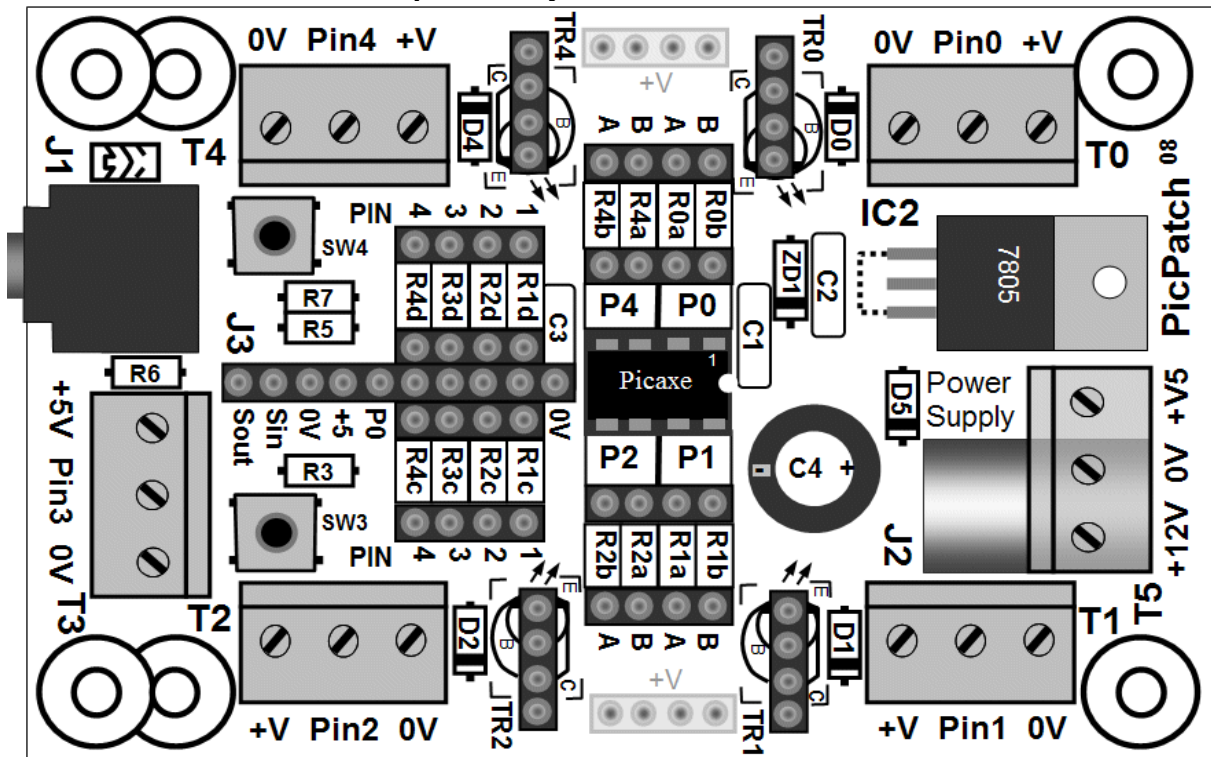 0V Pin4 +V
TR4
+V
TR0
0V Pin0 +V
J1
T4
D4
C
B
E
A B A B
C
B
E
D0
T0
08
PIN 4 3 2 1
SW4
R4b R4a R0a R0b
IC2
7805
PicPatch
R7
R5
R4d R3d R2d R1d
C3
P4 P0
C1
ZD1
C2
J3
R6
Picaxe
1
D5
Power
Supply
+5V Pin3 0V
Sout Sin 0V +5 P0 0V
R3
R4c R3c R2c R1c
P2 P1
- C4 +
+12V 0V +V5
SW3
PIN 4 3 2 1
R2b R2a R1a R1b
J2
T3
T2
D2
E
B
C
A B A B
E
B
C
D1
T1
T5
+V Pin2 0V
TR2
+V
TR1
+V Pin1 0V